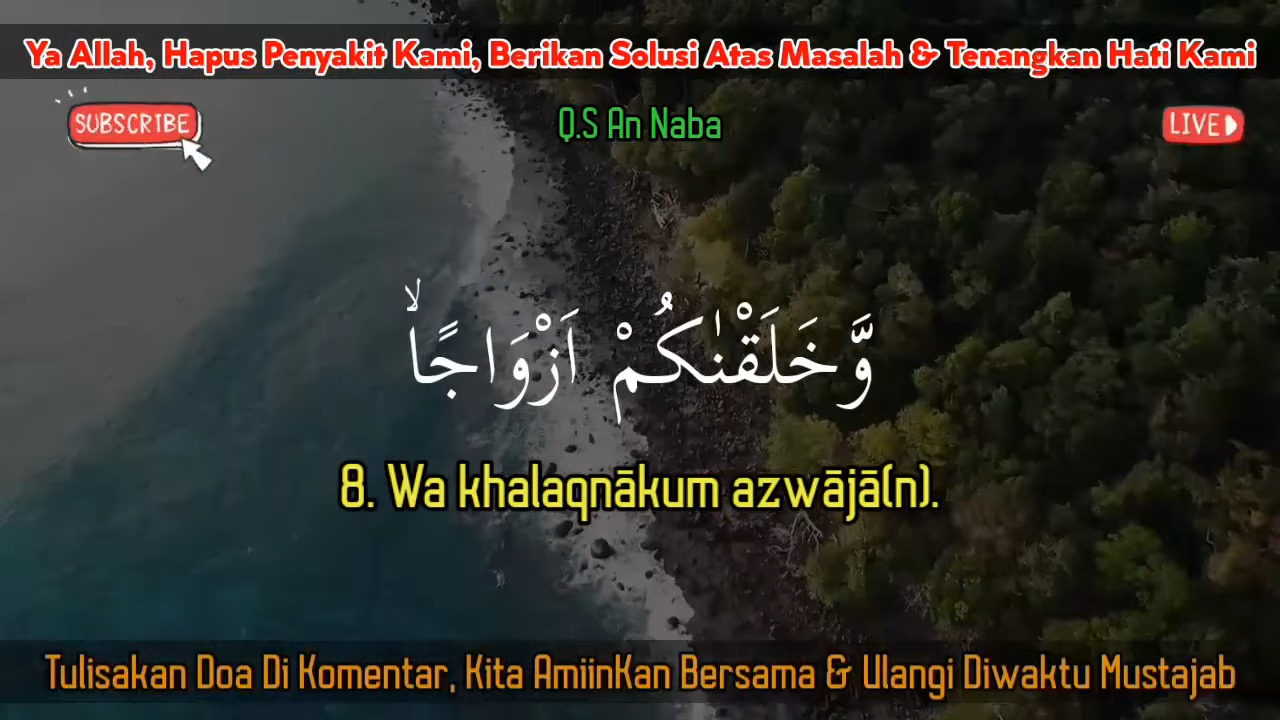 Ya Allah, Hapus Penyakit Kami, Berikan Solusi Atas Masalah & Tenangkan Hati Kami
SUBSCRIBE
Q.S An Naba
LIVE
وَّخَلَقْنٰكُمْ اَزْوَاجًاۙ
8. Wa khalaqnākum azwājā(n).
Tulisakan Doa Di Komentar, Kita AmiinKan Bersama & Ulangi Diwaktu Mustajab